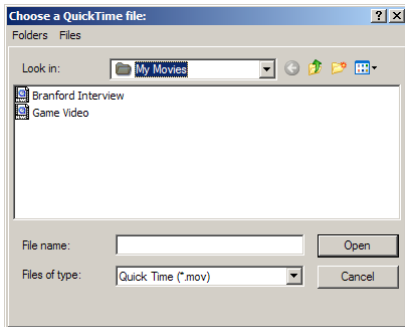 Choose a QuickTime file:
Folders Files
Look in: My Movies
Branford Interview
Game Video
File name: Open
Files of type: Quick Time (*.mov) Cancel